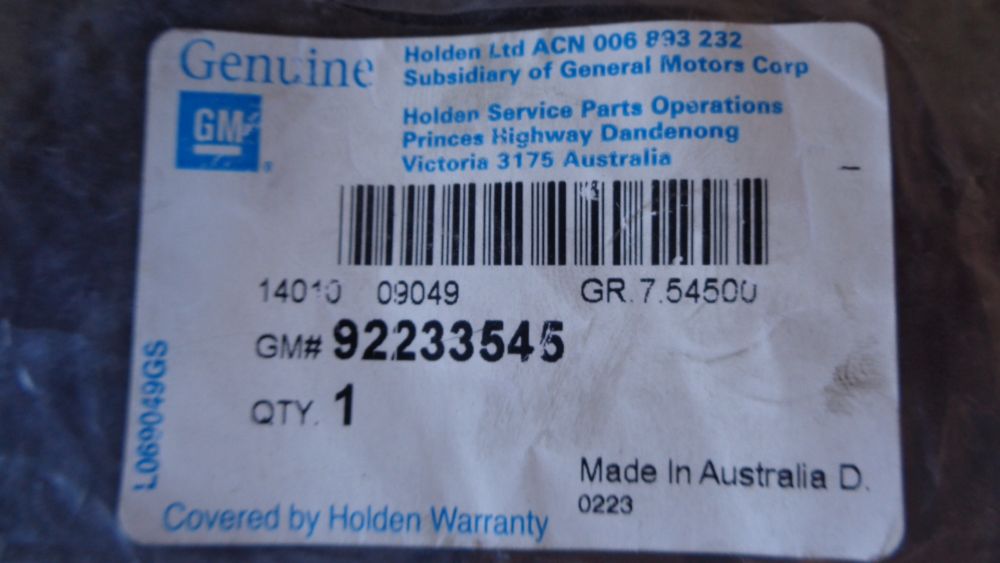 Genuine
GM
Holden Ltd ACN 006 893 232
Subsidiary of General Motors Corp
Holden Service Parts Operations
Princes Highway Dandenong
Victoria 3175 Australia
14010 09049 GR.7.54500
GM# 92233545
QTY. 1
L069049GS
Made In Australia D.
0223
Covered by Holden Warranty